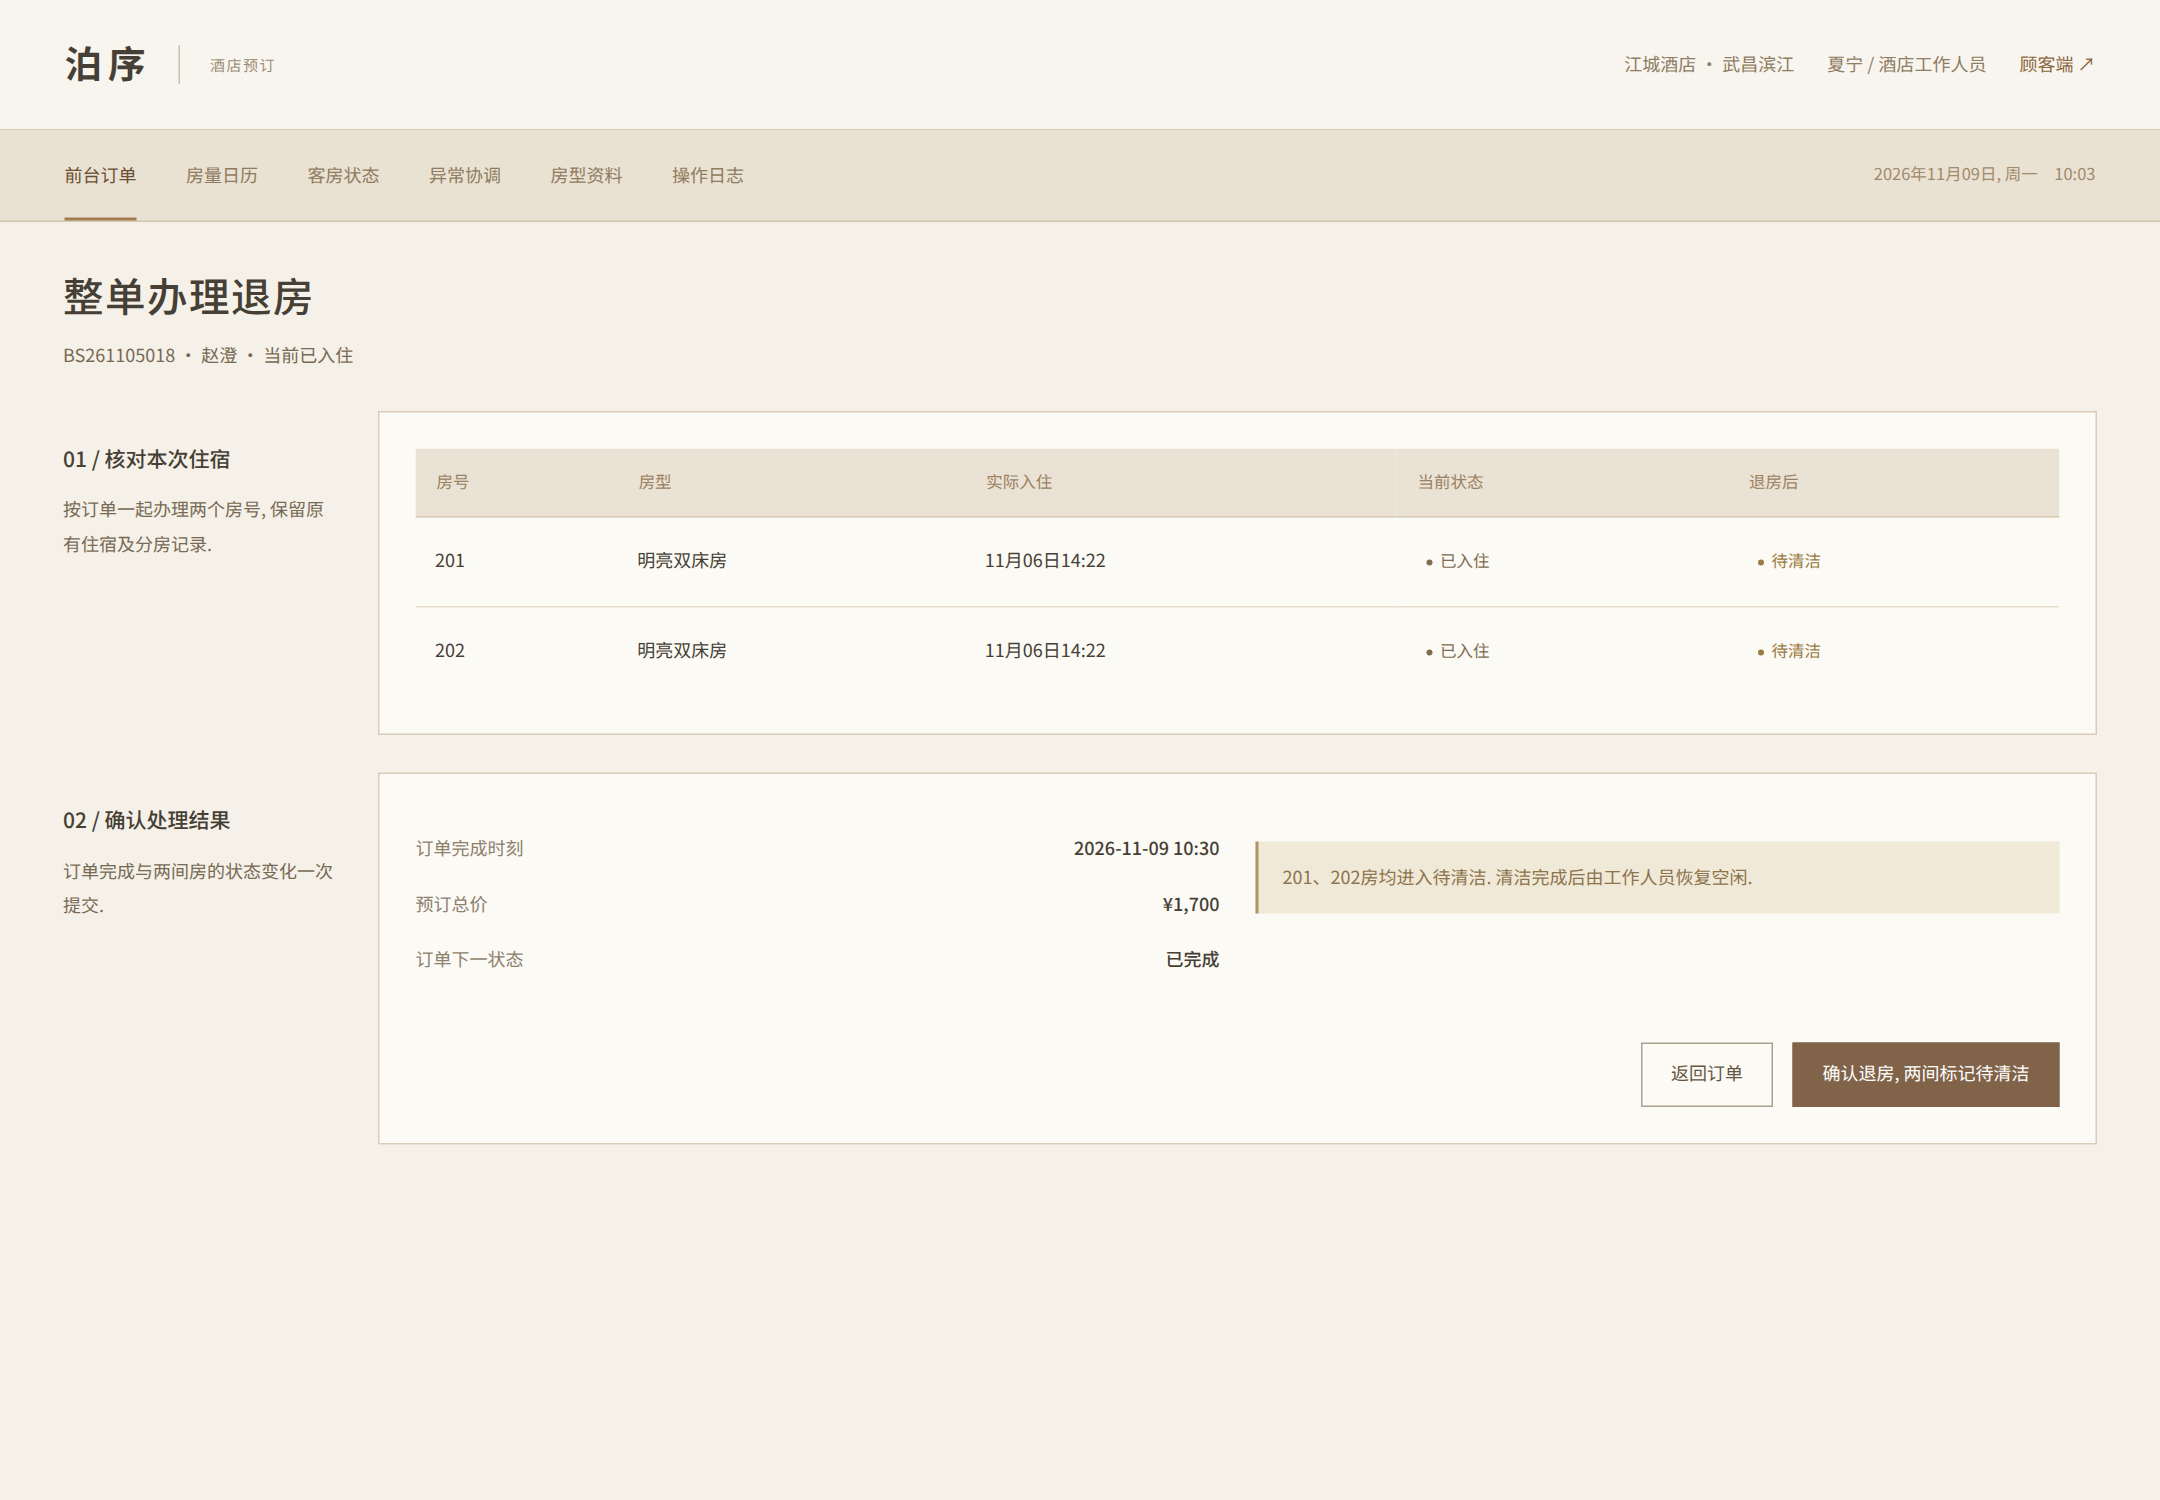 泊序
酒店预订
江城酒店 · 武昌滨江
夏宁 / 酒店工作人员
顾客端 ↗
前台订单
房量日历
客房状态
异常协调
房型资料
操作日志
2026年11月09日, 周一 10:03
整单办理退房
BS261105018 · 赵澄 · 当前已入住
01 / 核对本次住宿
按订单一起办理两个房号, 保留原
有住宿及分房记录.
房号 房型 实际入住 当前状态 退房后
201 明亮双床房 11月06日14:22 已入住 待清洁
202 明亮双床房 11月06日14:22 已入住 待清洁
02 / 确认处理结果
订单完成与两间房的状态变化一次
提交.
订单完成时刻 2026-11-09 10:30
预订总价 ¥1,700
订单下一状态 已完成
201、202房均进入待清洁. 清洁完成后由工作人员恢复空闲.
返回订单
确认退房, 两间标记待清洁